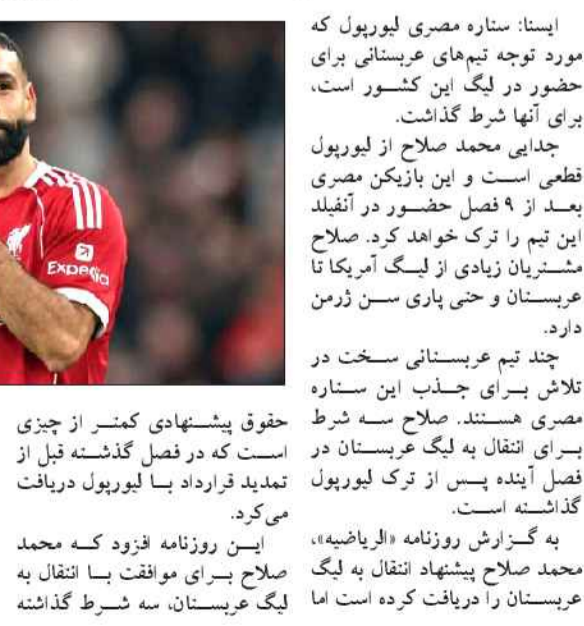 ایسنا: ستاره مصری لیورپول که
مورد توجه تیم‌های عربستانی برای
حضور در لیگ این کشـور است،
برای آنها شرط گذاشت.
جدایی محمد صلاح از لیورپول
قطعی است و این بازیکن مصری
بعد از ۹ فصل حضور در آنفیلد
این تیم را ترک خواهد کرد. صلاح
مشتریان زیادی از لیگ آمریکا تا
عربستان و حتی پاری سن ژرمن
دارد.
چند تیم عربستانی سخت در
تلاش برای جذب این ستاره
مصری هستند. صلاح سه شرط
برای انتقال به لیگ عربستان در
فصل آینده پس از ترک لیورپول
گذاشته است.
به گزارش روزنامه «الریاضیه»،
محمد صلاح پیشنهاد انتقال به لیگ
عربستان را دریافت کرده است اما
حقوق پیشنهادی کمتر از چیزی
است که در فصل گذشته قبل از
تمدید قرارداد با لیورپول دریافت
می‌کرد.
این روزنامه افزود که محمد
صلاح برای موافقت با انتقال به
لیگ عربستان، سه شرط گذاشته
Expedia